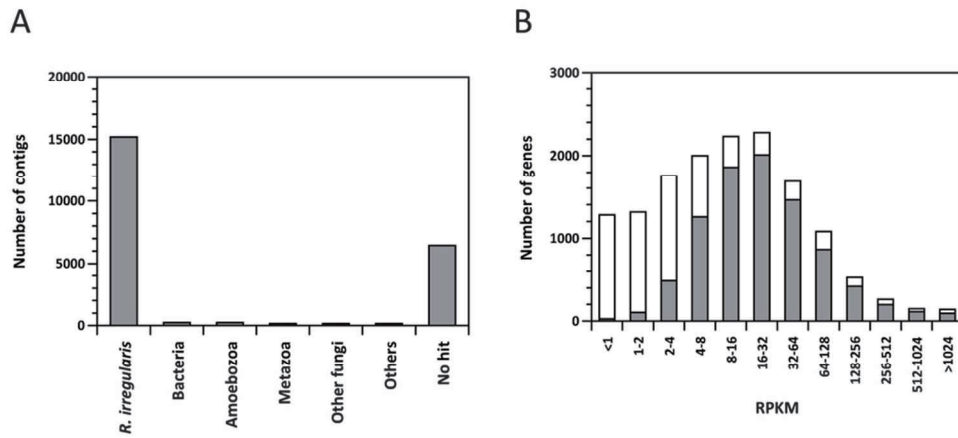 A
Number of contigs
20000
15000
10000
5000
0
R. irregularis
Bacteria
Amoebozoa
Metazoa
Other fungi
Others
No hit
B
Number of genes
3000
2000
1000
0
<1
1-2
2-4
4-8
8-16
16-32
32-64
64-128
128-256
256-512
512-1024
>1024
RPKM